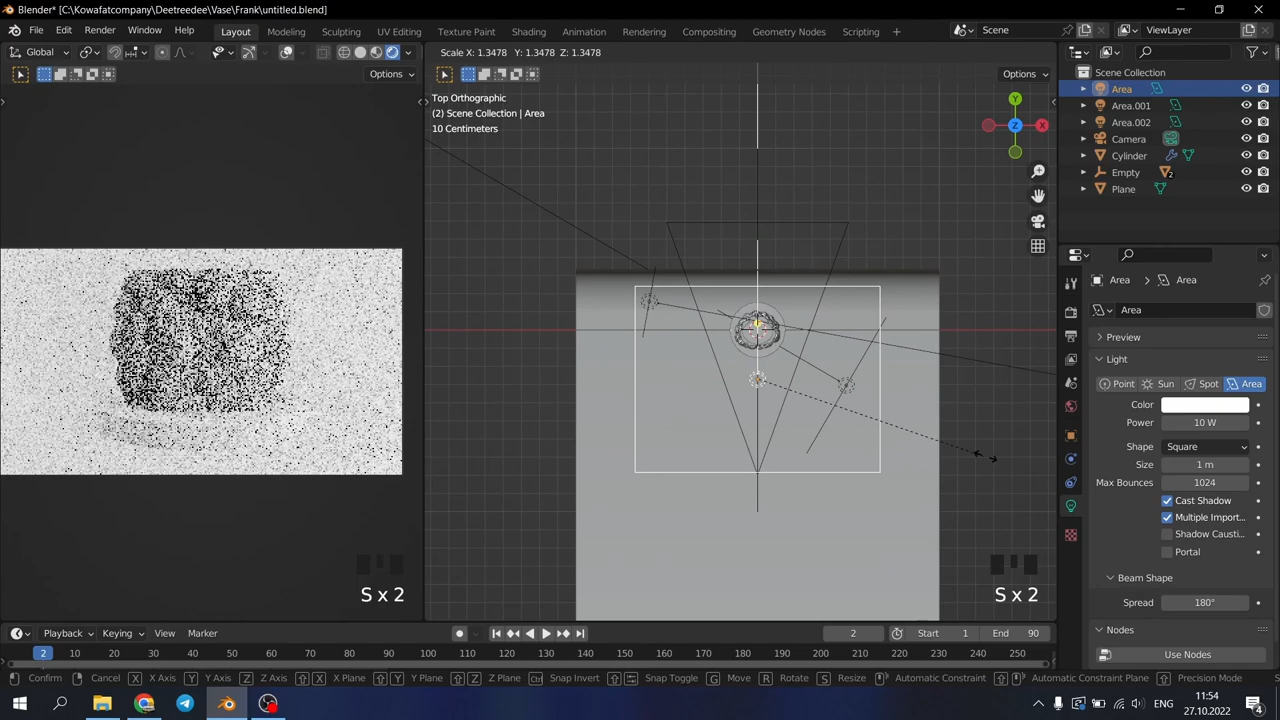 Blender* [C:\Kowafatcompany\Deetreedee\Vase\Frank\untitled.blend]
File Edit Render Window Help Layout Modeling Sculpting UV Editing Texture Paint Shading Animation Rendering Compositing Geometry Nodes Scripting + Scene ViewLayer
Global Scale X: 1.3478 Y: 1.3478 Z: 1.3478
Options Options
Top Orthographic
(2) Scene Collection | Area
10 Centimeters
Y
Z X
S x 2 S x 2
Scene Collection
Area
Area.001
Area.002
Camera
Cylinder
Empty 2
Plane
Area Area
Area
Preview
Light
Point Sun Spot Area
Color
Power 10 W
Shape Square
Size 1 m
Max Bounces 1024
Cast Shadow
Multiple Import...
Shadow Causti...
Portal
Beam Shape
Spread 180°
Nodes
Use Nodes
Playback Keying View Marker 2 Start 1 End 90
2 10 20 30 40 50 60 70 80 90 100 110 120 130 140 150 160 170 180 190 200 210 220 230 240 250
Confirm Cancel X X Axis Y Y Axis Z Z Axis X X Plane Y Y Plane Z Z Plane Ctrl Snap Invert Snap Toggle G Move R Rotate S Resize Automatic Constraint Automatic Constraint Plane Precision Mode
11:54
27.10.2022
4